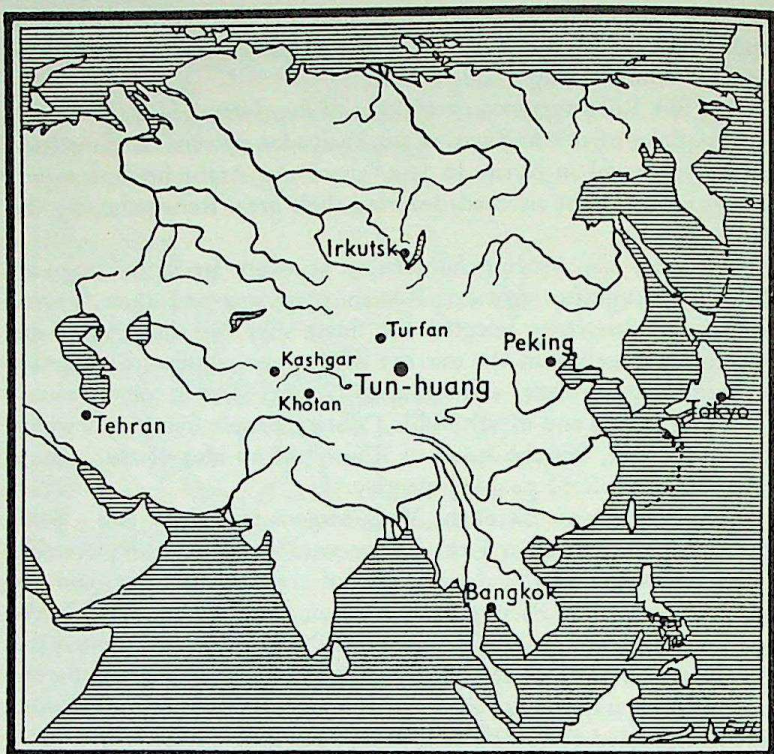 Irkutsk
Turfan
Peking
Kashgar
Tun-huang
Khotan
Tokyo
Tehran
Bangkok